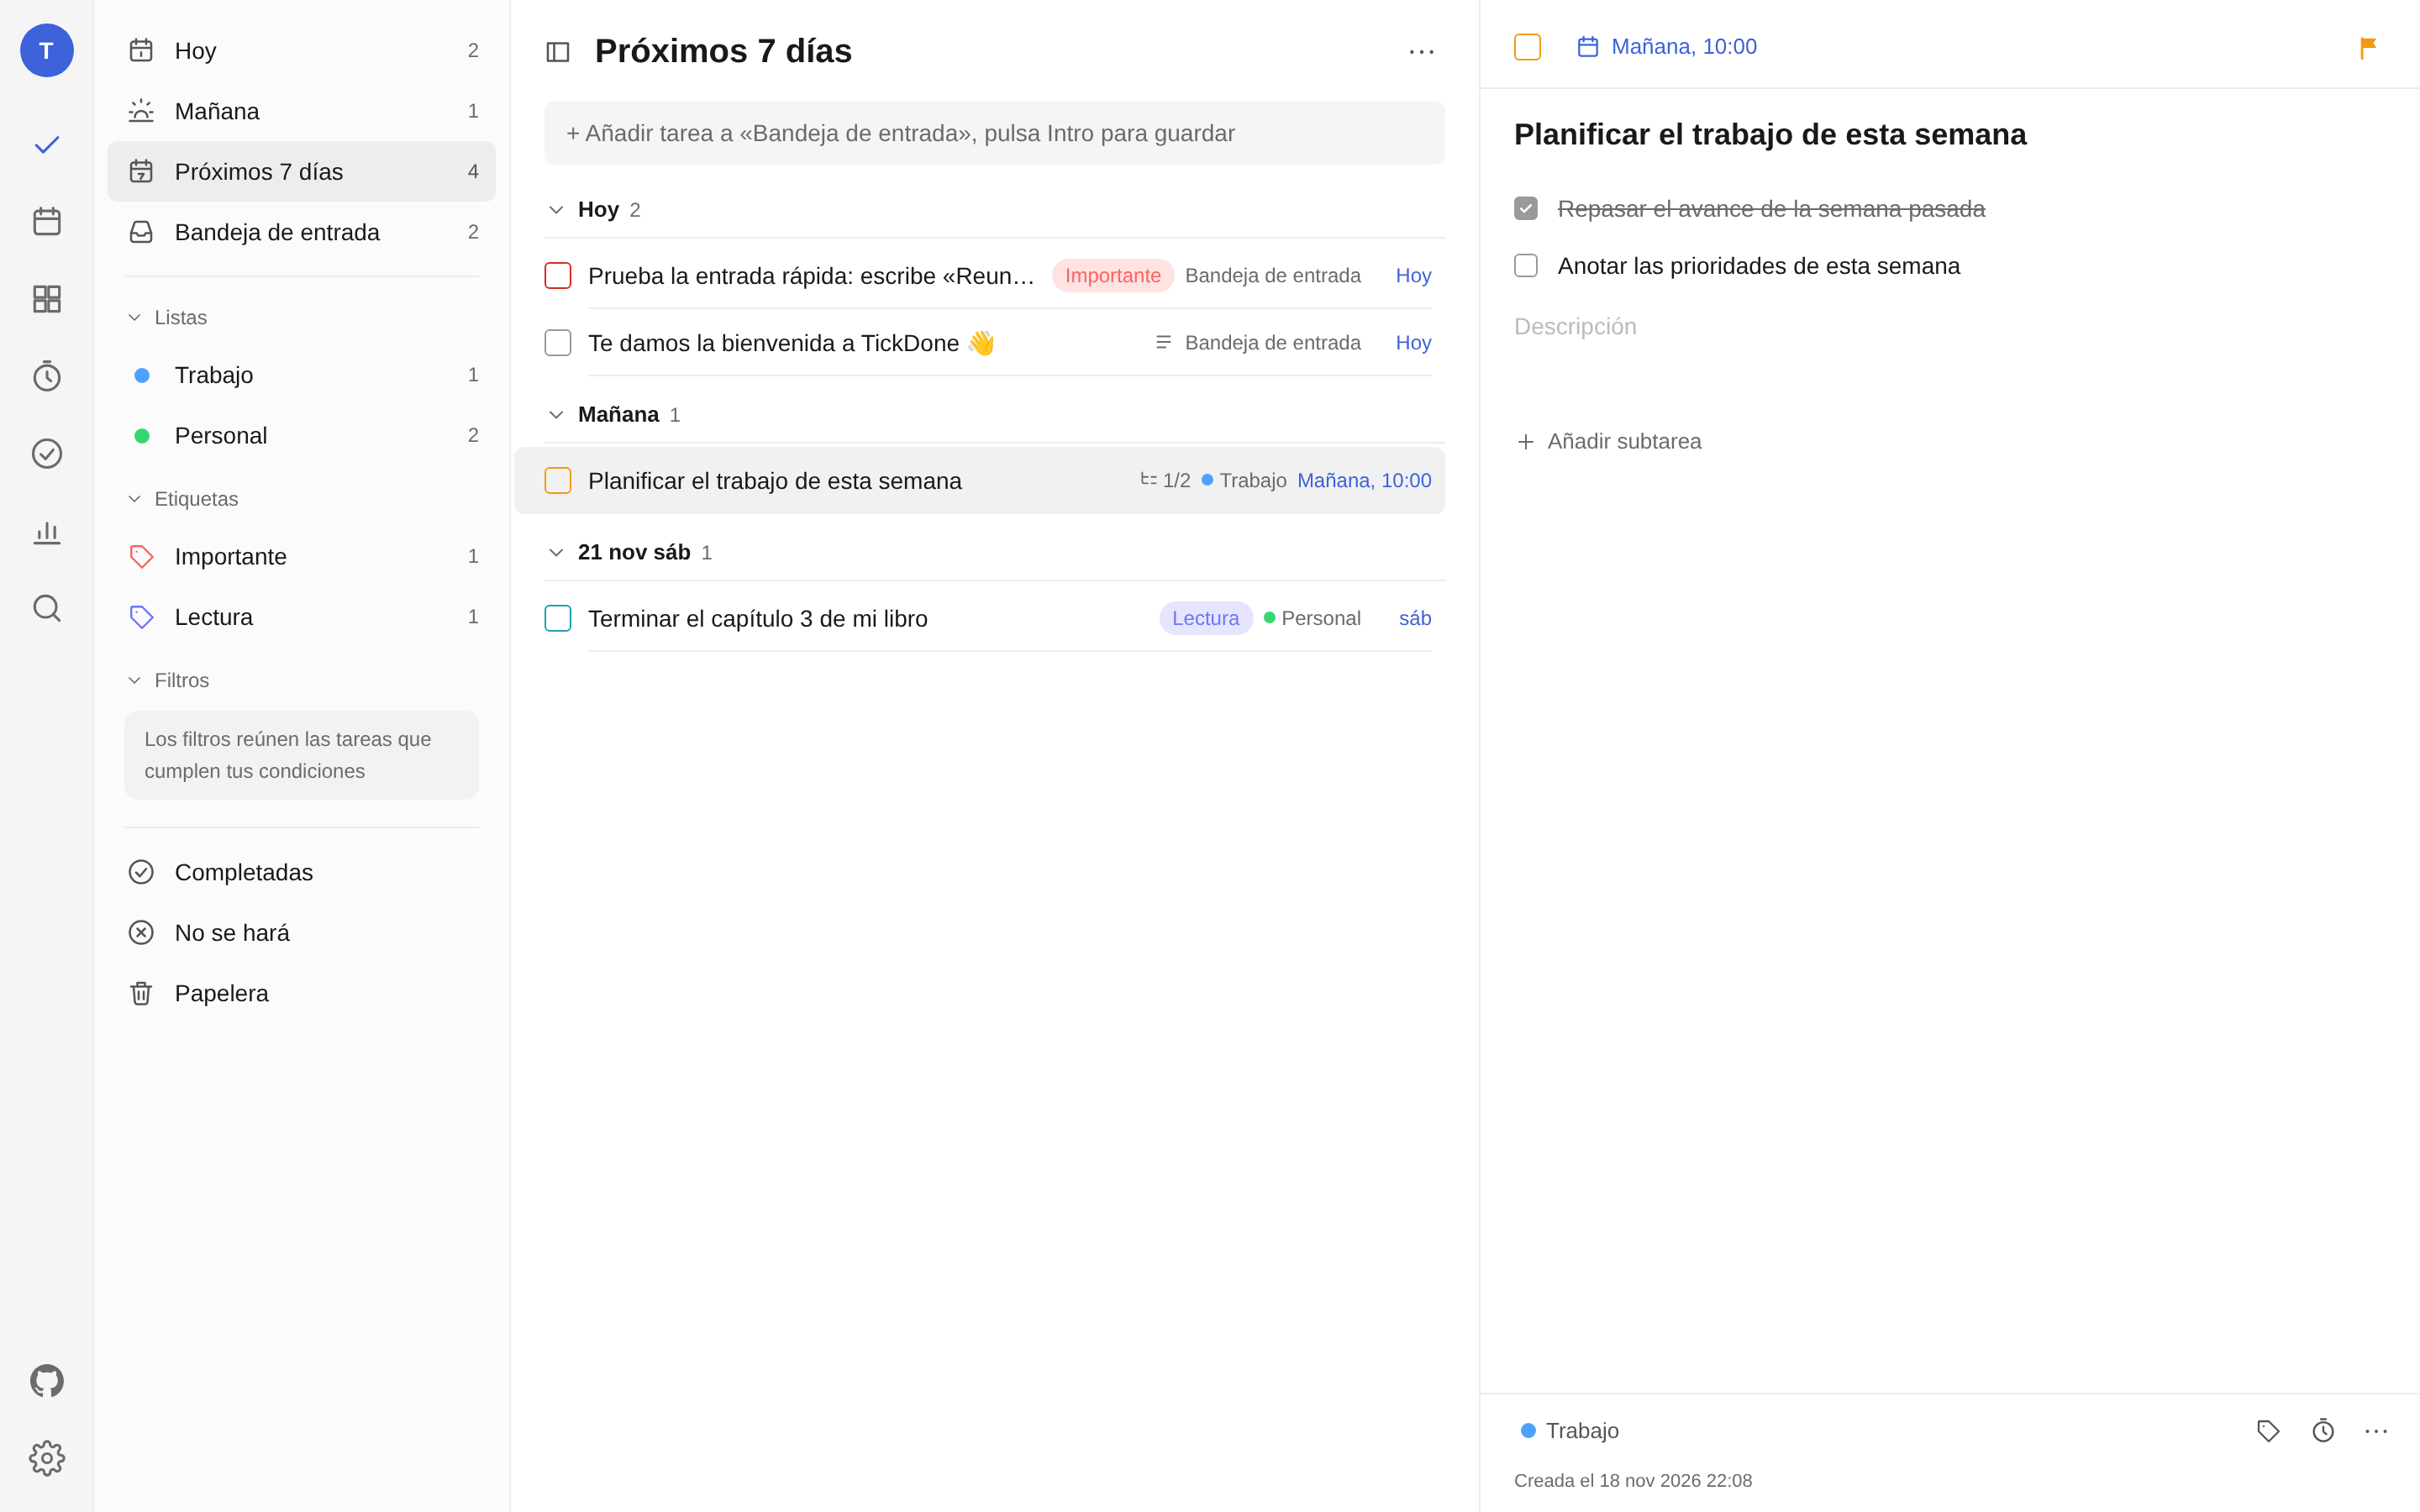 T
Hoy 2
Mañana 1
Próximos 7 días 4
Bandeja de entrada 2
Listas
Trabajo 1
Personal 2
Etiquetas
Importante 1
Lectura 1
Filtros
Los filtros reúnen las tareas que
cumplen tus condiciones
Completadas
No se hará
Papelera
Próximos 7 días
+ Añadir tarea a «Bandeja de entrada», pulsa Intro para guardar
Hoy 2
Prueba la entrada rápida: escribe «Reun… Importante Bandeja de entrada Hoy
Te damos la bienvenida a TickDone 👋 Bandeja de entrada Hoy
Mañana 1
Planificar el trabajo de esta semana 1/2 Trabajo Mañana, 10:00
21 nov sáb 1
Terminar el capítulo 3 de mi libro Lectura Personal sáb
Mañana, 10:00
Planificar el trabajo de esta semana
Repasar el avance de la semana pasada
Anotar las prioridades de esta semana
Descripción
Añadir subtarea
Trabajo
Creada el 18 nov 2026 22:08